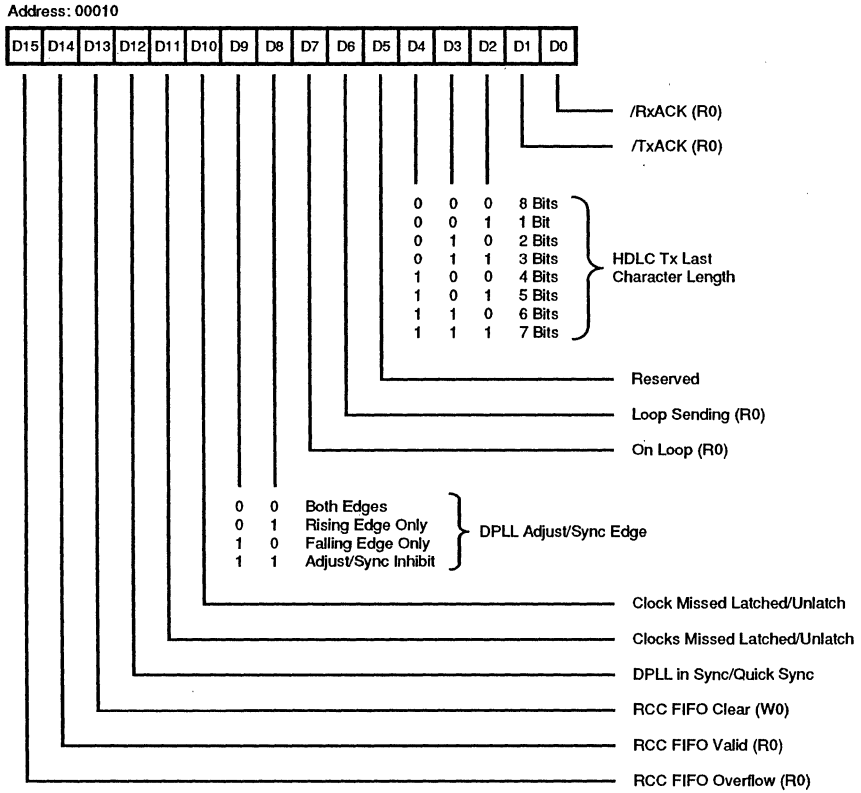 Address: 00010
D15 D14 D13 D12 D11 D10 D9 D8 D7 D6 D5 D4 D3 D2 D1 D0
/RxACK (R0)
/TxACK (R0)
0 0 0 8 Bits
0 0 1 1 Bit
0 1 0 2 Bits
0 1 1 3 Bits
1 0 0 4 Bits
1 0 1 5 Bits
1 1 0 6 Bits
1 1 1 7 Bits
HDLC Tx Last
Character Length
Reserved
Loop Sending (R0)
On Loop (R0)
0 0 Both Edges
0 1 Rising Edge Only
1 0 Falling Edge Only
1 1 Adjust/Sync Inhibit
DPLL Adjust/Sync Edge
Clock Missed Latched/Unlatch
Clocks Missed Latched/Unlatch
DPLL in Sync/Quick Sync
RCC FIFO Clear (W0)
RCC FIFO Valid (R0)
RCC FIFO Overflow (R0)